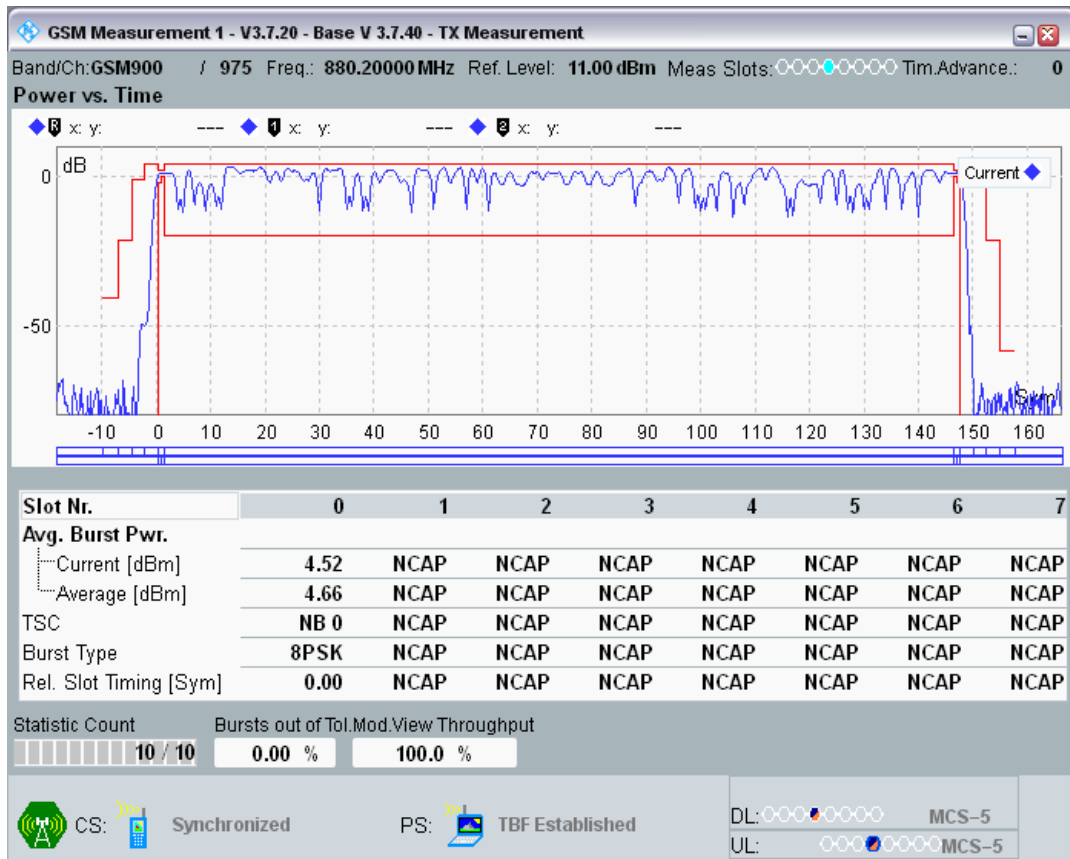 GSM Measurement 1 - V3.7.20 - Base V 3.7.40 - TX Measurement
Band/Ch:GSM900 / 975 Freq.: 880.20000 MHz Ref. Level: 11.00 dBm Meas Slots: Tim.Advance.: 0
Power vs. Time
R x: y: --- 1 x: y: --- 2 x: y: ---
dB
Current
0
-50
Sym
-10 0 10 20 30 40 50 60 70 80 90 100 110 120 130 140 150 160
Slot Nr. 0 1 2 3 4 5 6 7
Avg. Burst Pwr.
Current [dBm] 4.52 NCAP NCAP NCAP NCAP NCAP NCAP NCAP
Average [dBm] 4.66 NCAP NCAP NCAP NCAP NCAP NCAP NCAP
TSC NB 0 NCAP NCAP NCAP NCAP NCAP NCAP NCAP
Burst Type 8PSK NCAP NCAP NCAP NCAP NCAP NCAP NCAP
Rel. Slot Timing [Sym] 0.00 NCAP NCAP NCAP NCAP NCAP NCAP NCAP
Statistic Count Bursts out of Tol. Mod.View Throughput
10 / 10 0.00 % 100.0 %
CS: Synchronized PS: TBF Established DL: MCS-5
UL: MCS-5